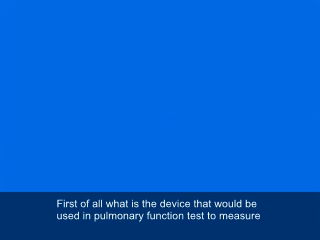 First of all what is the device that would be
used in pulmonary function test to measure